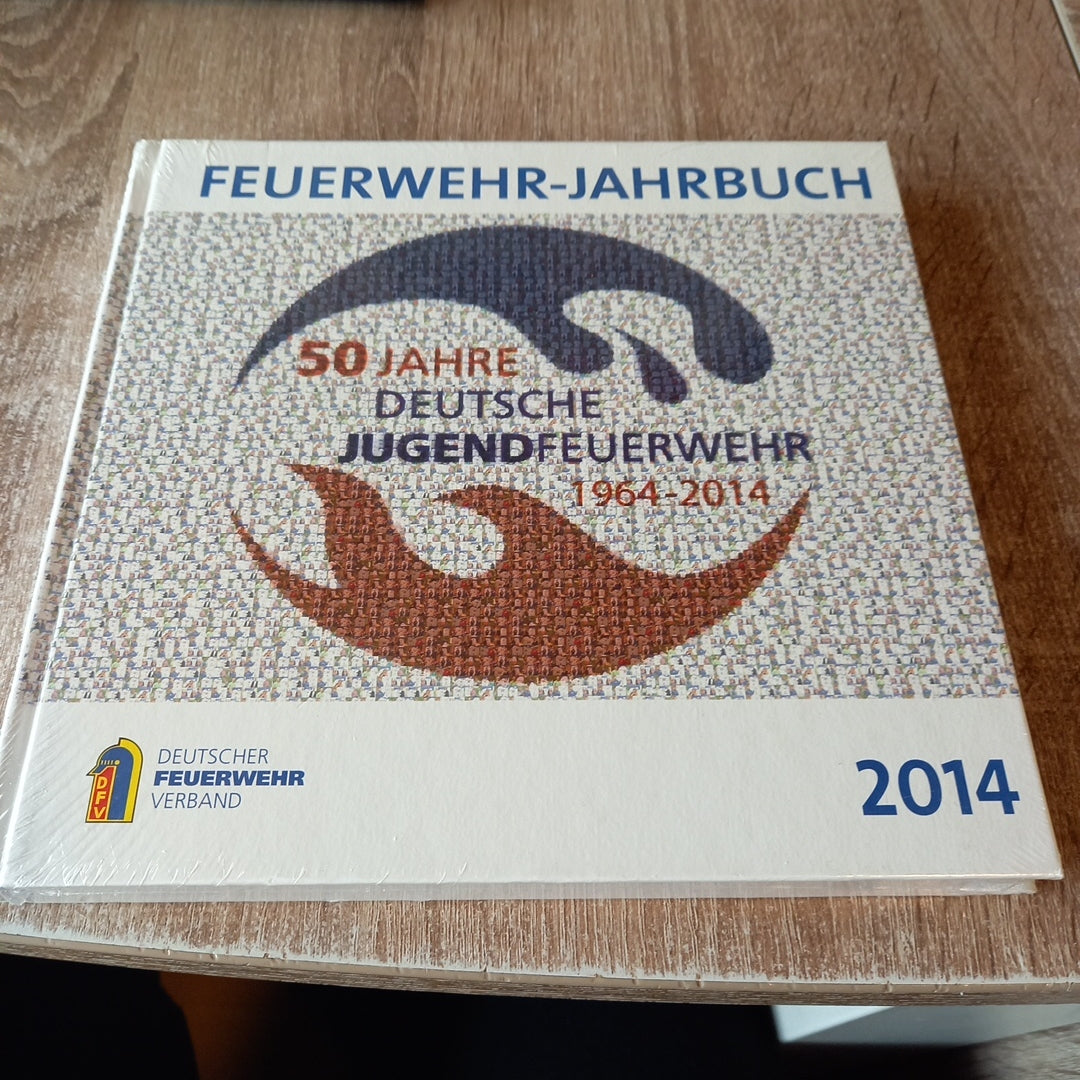 FEUERWEHR-JAHRBUCH
50 JAHRE
DEUTSCHE
JUGENDFEUERWEHR
1964-2014
DFV
DEUTSCHER
FEUERWEHR
VERBAND
2014